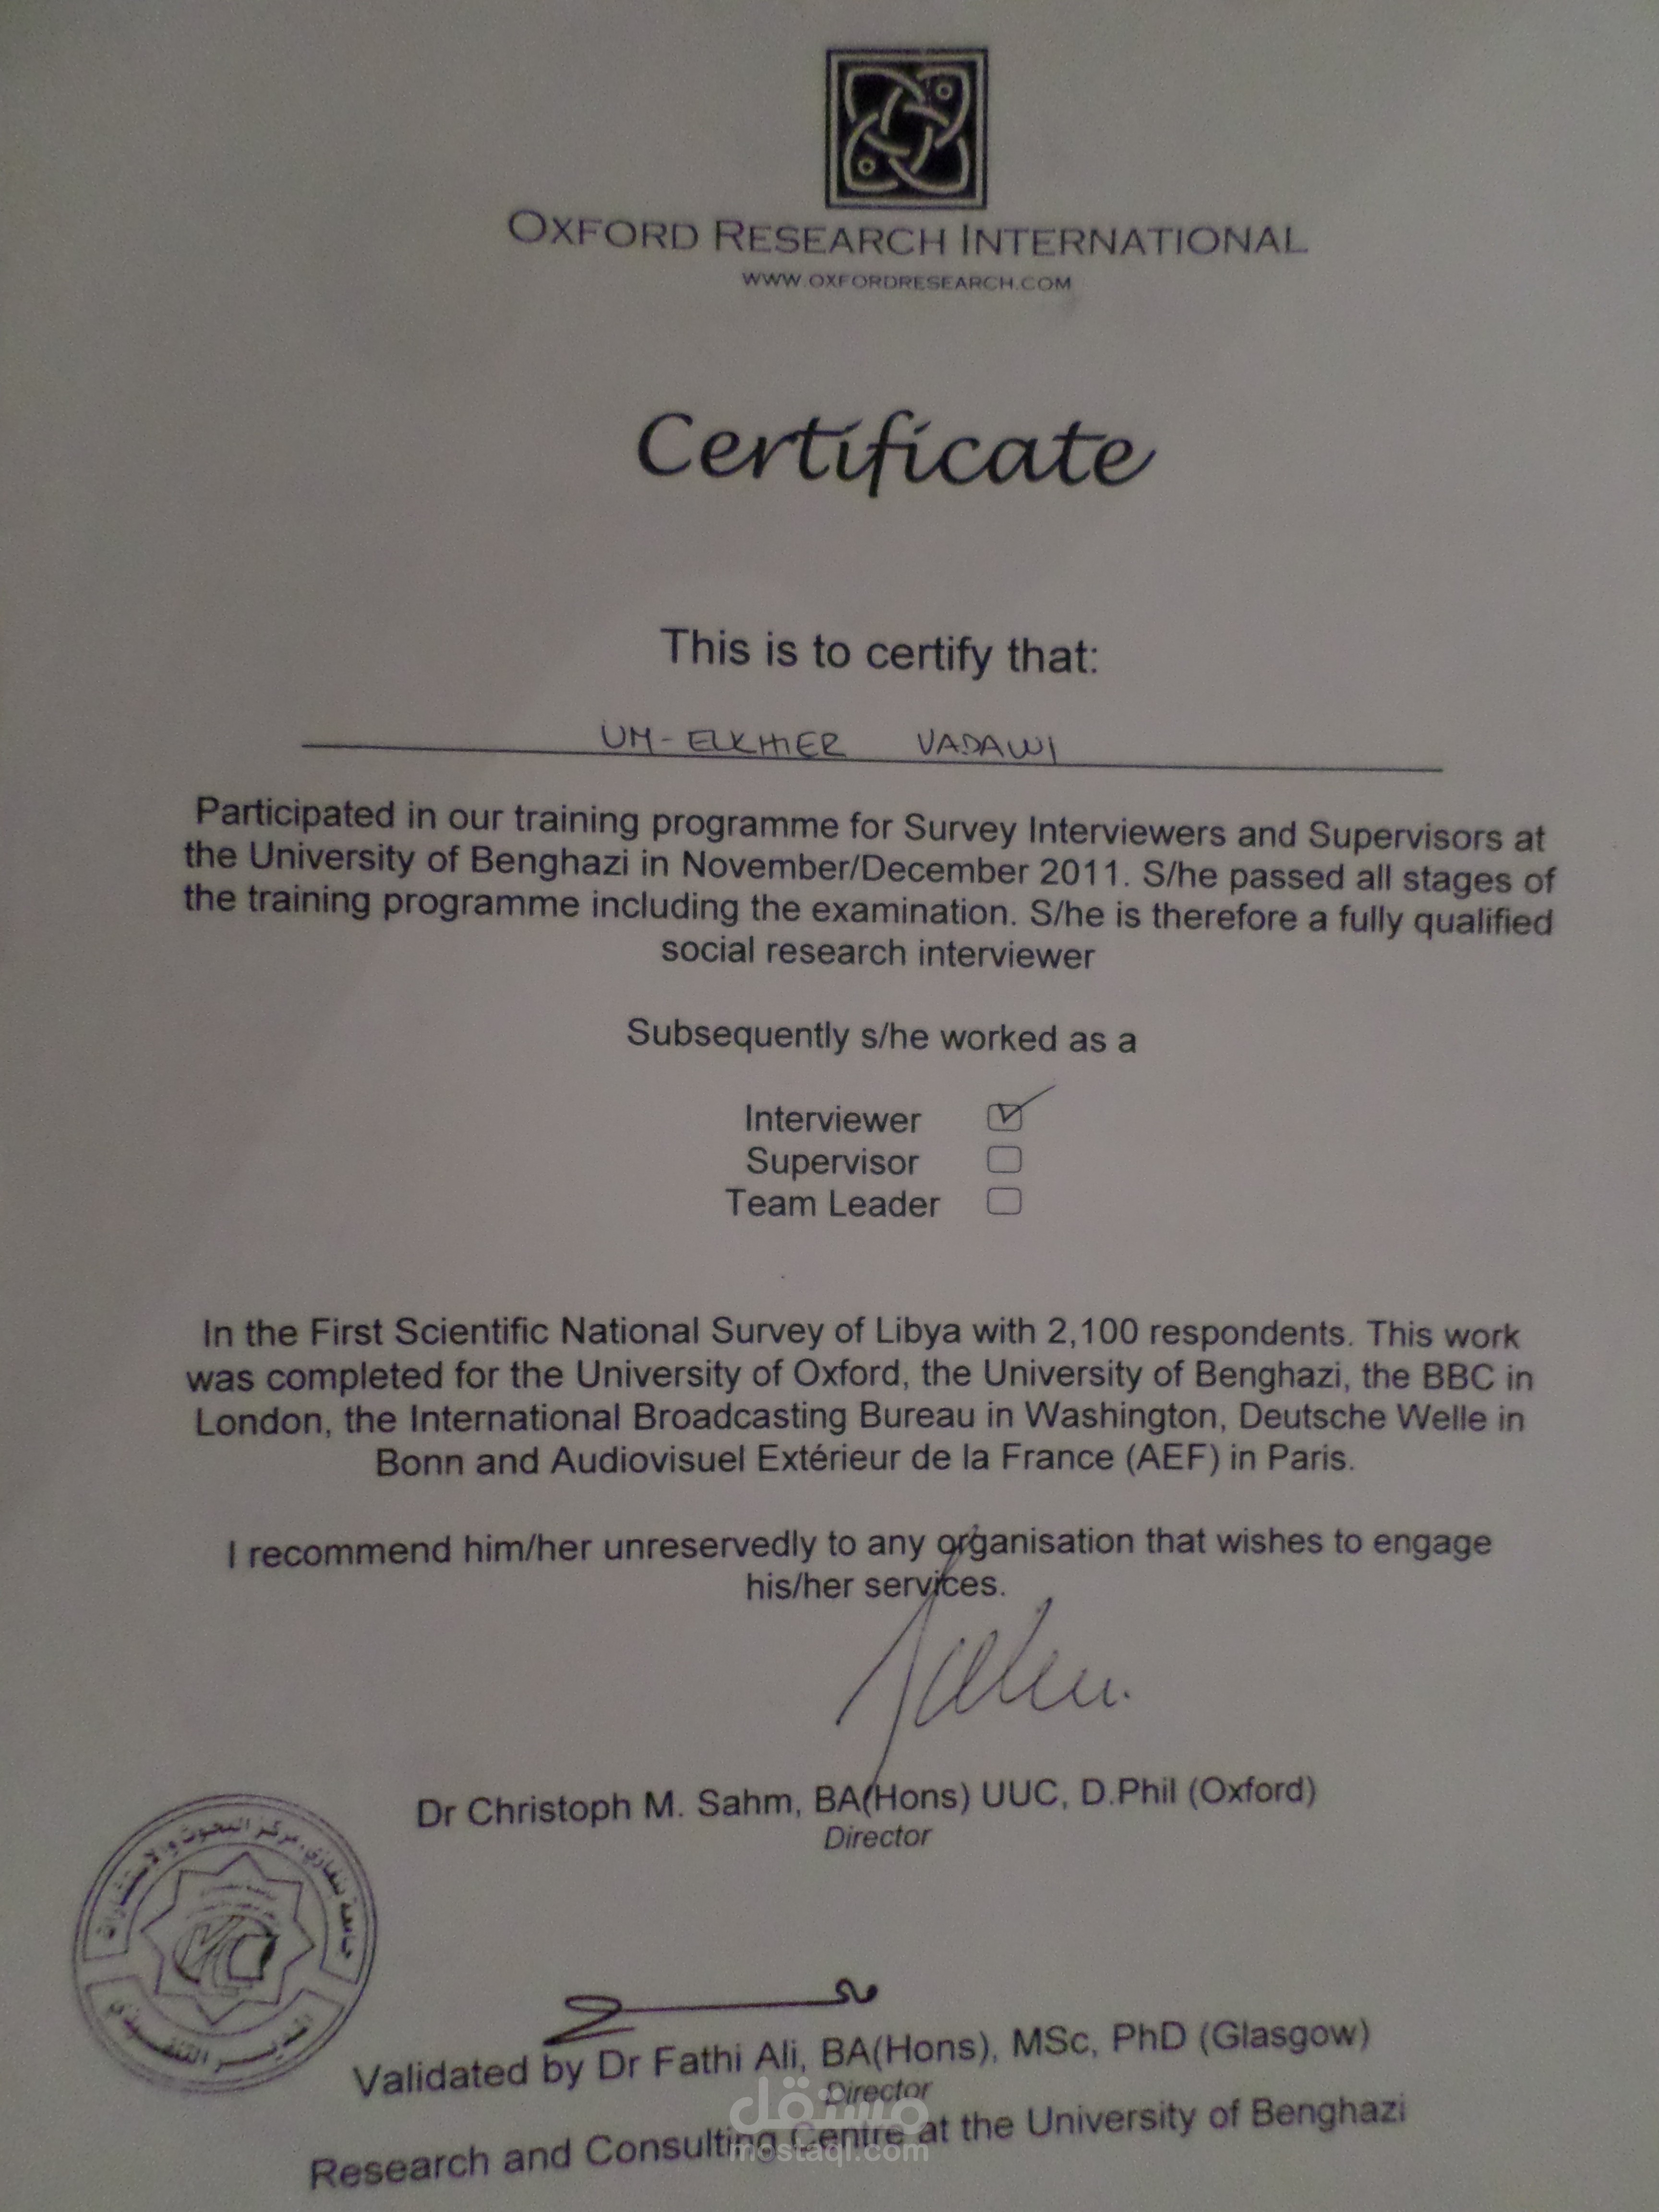 OXFORD RESEARCH INTERNATIONAL
WWW.OXFORDRESEARCH.COM
Certificate
This is to certify that:
UM-ELKHIER VADAWI
Participated in our training programme for Survey Interviewers and Supervisors at
the University of Benghazi in November/December 2011. S/he passed all stages of
the training programme including the examination. S/he is therefore a fully qualified
social research interviewer
Subsequently s/he worked as a
Interviewer
Supervisor
Team Leader
In the First Scientific National Survey of Libya with 2,100 respondents. This work
was completed for the University of Oxford, the University of Benghazi, the BBC in
London, the International Broadcasting Bureau in Washington, Deutsche Welle in
Bonn and Audiovisuel Extérieur de la France (AEF) in Paris.
I recommend him/her unreservedly to any organisation that wishes to engage
his/her services.
Dr Christoph M. Sahm, BA(Hons) UUC, D.Phil (Oxford)
Director
جامعة بنغازي، مركز البحوث والاستشارات
المدير التنفيذي
Validated by Dr Fathi Ali, BA(Hons), MSc, PhD (Glasgow)
Director
Research and Consulting Centre at the University of Benghazi
مستقل
mostaql.com